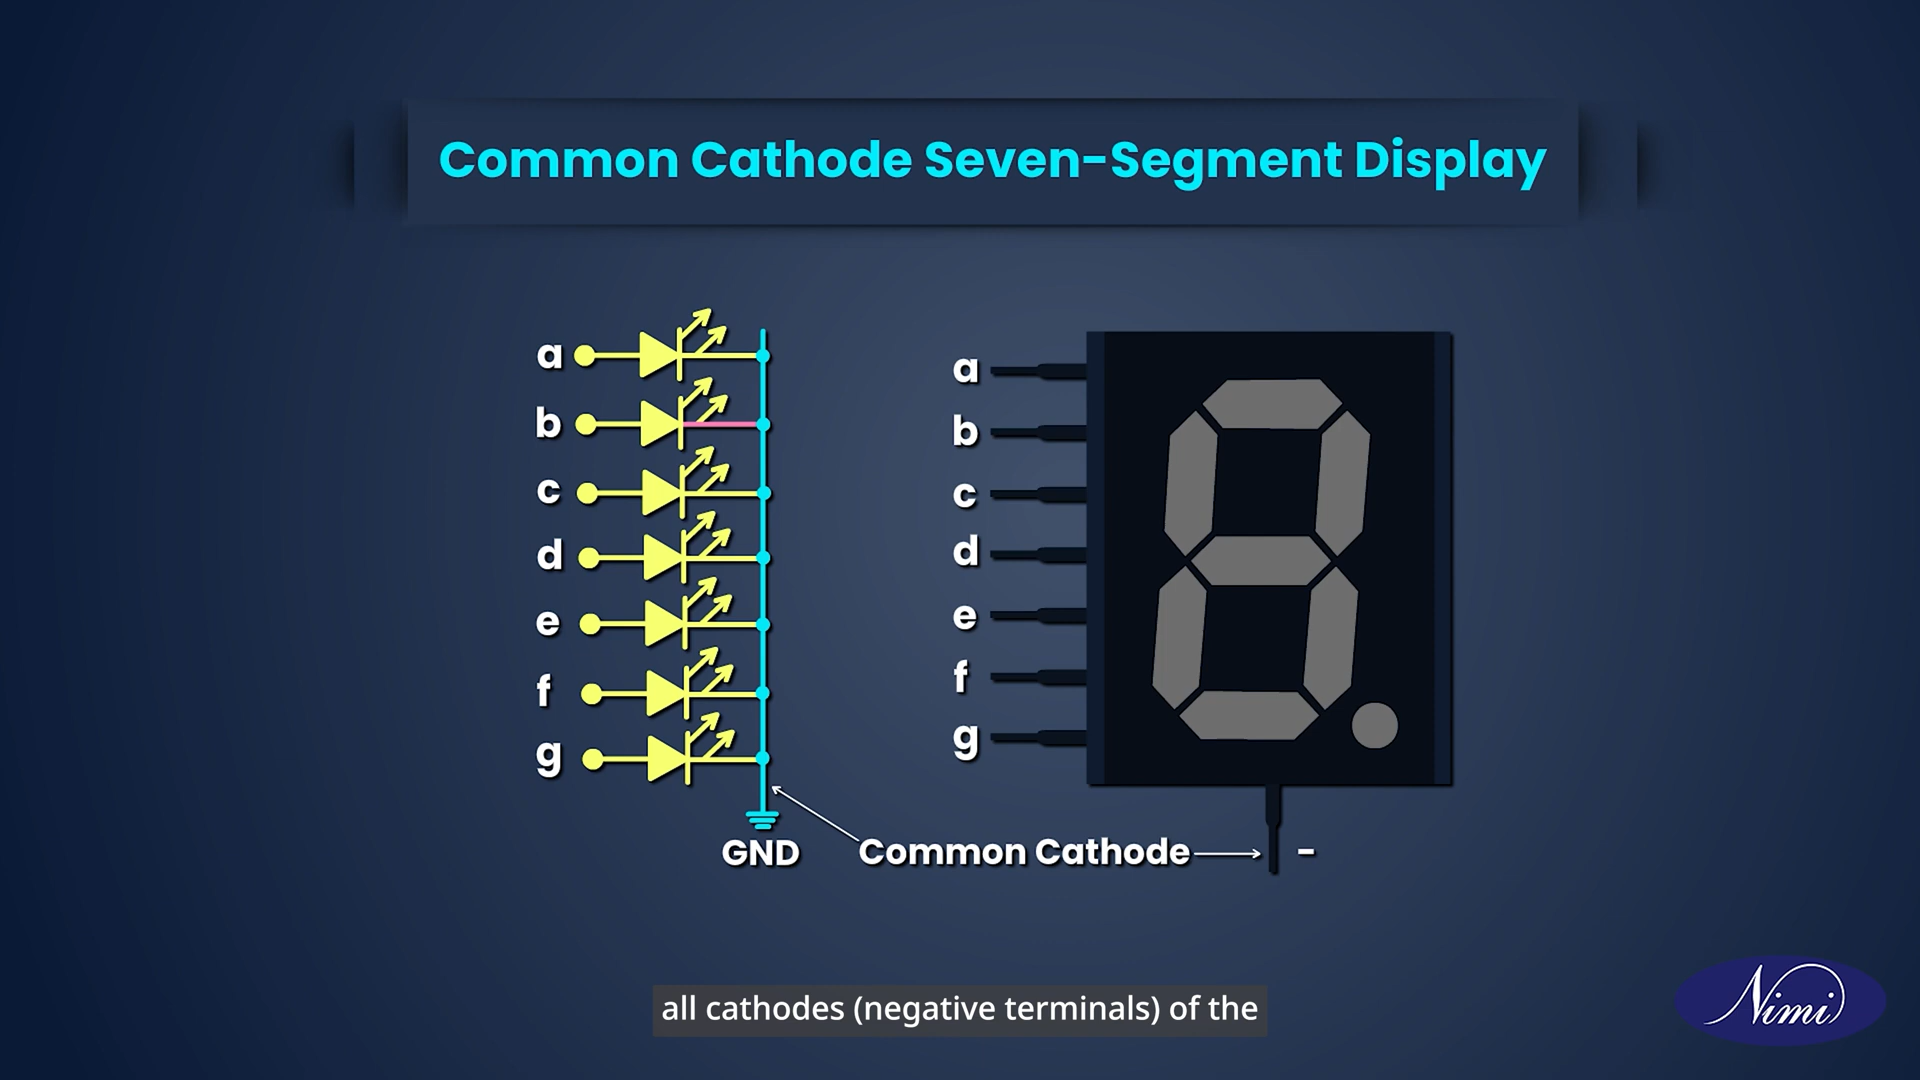 Common Cathode Seven-Segment Display
a
b
c
d
e
f
g
GND
a
b
c
d
e
f
g
Common Cathode
-
all cathodes (negative terminals) of the
Nimi